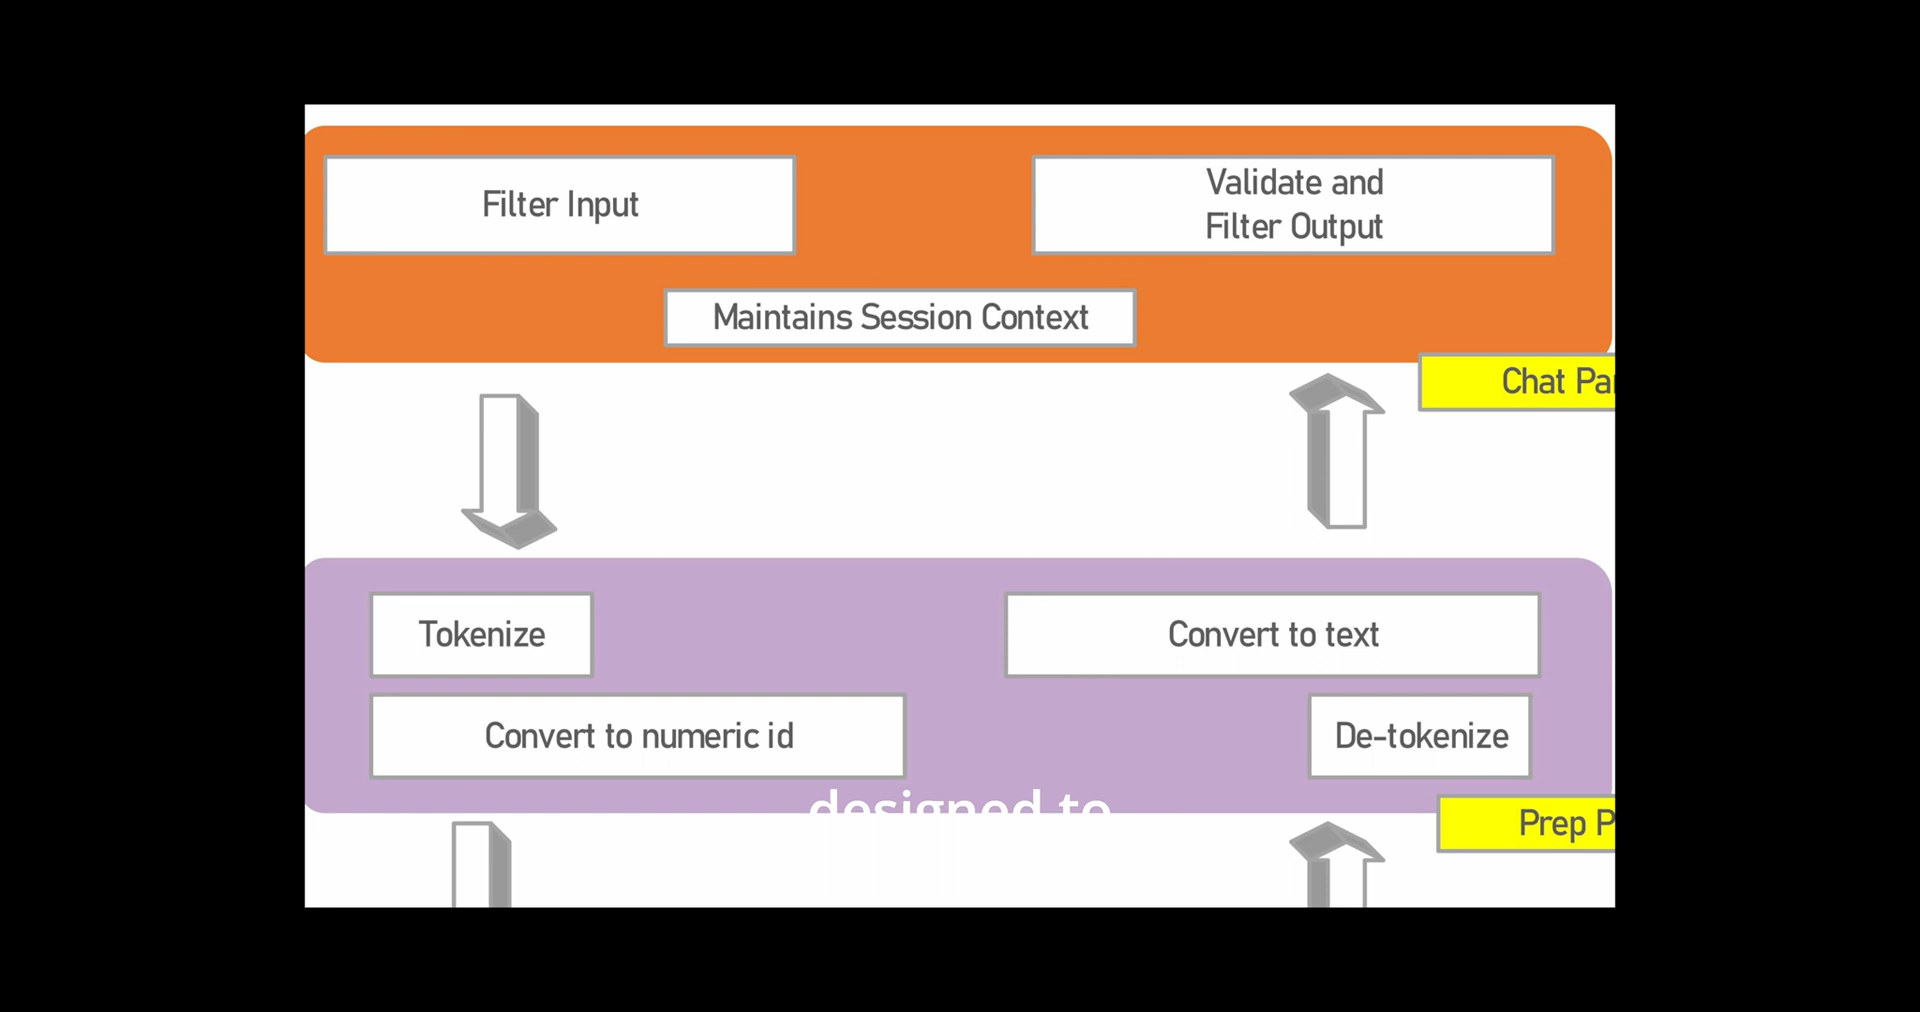 Filter Input
Validate and
Filter Output
Maintains Session Context
Chat Pa
Tokenize
Convert to text
Convert to numeric id
De-tokenize
designed to
Prep P